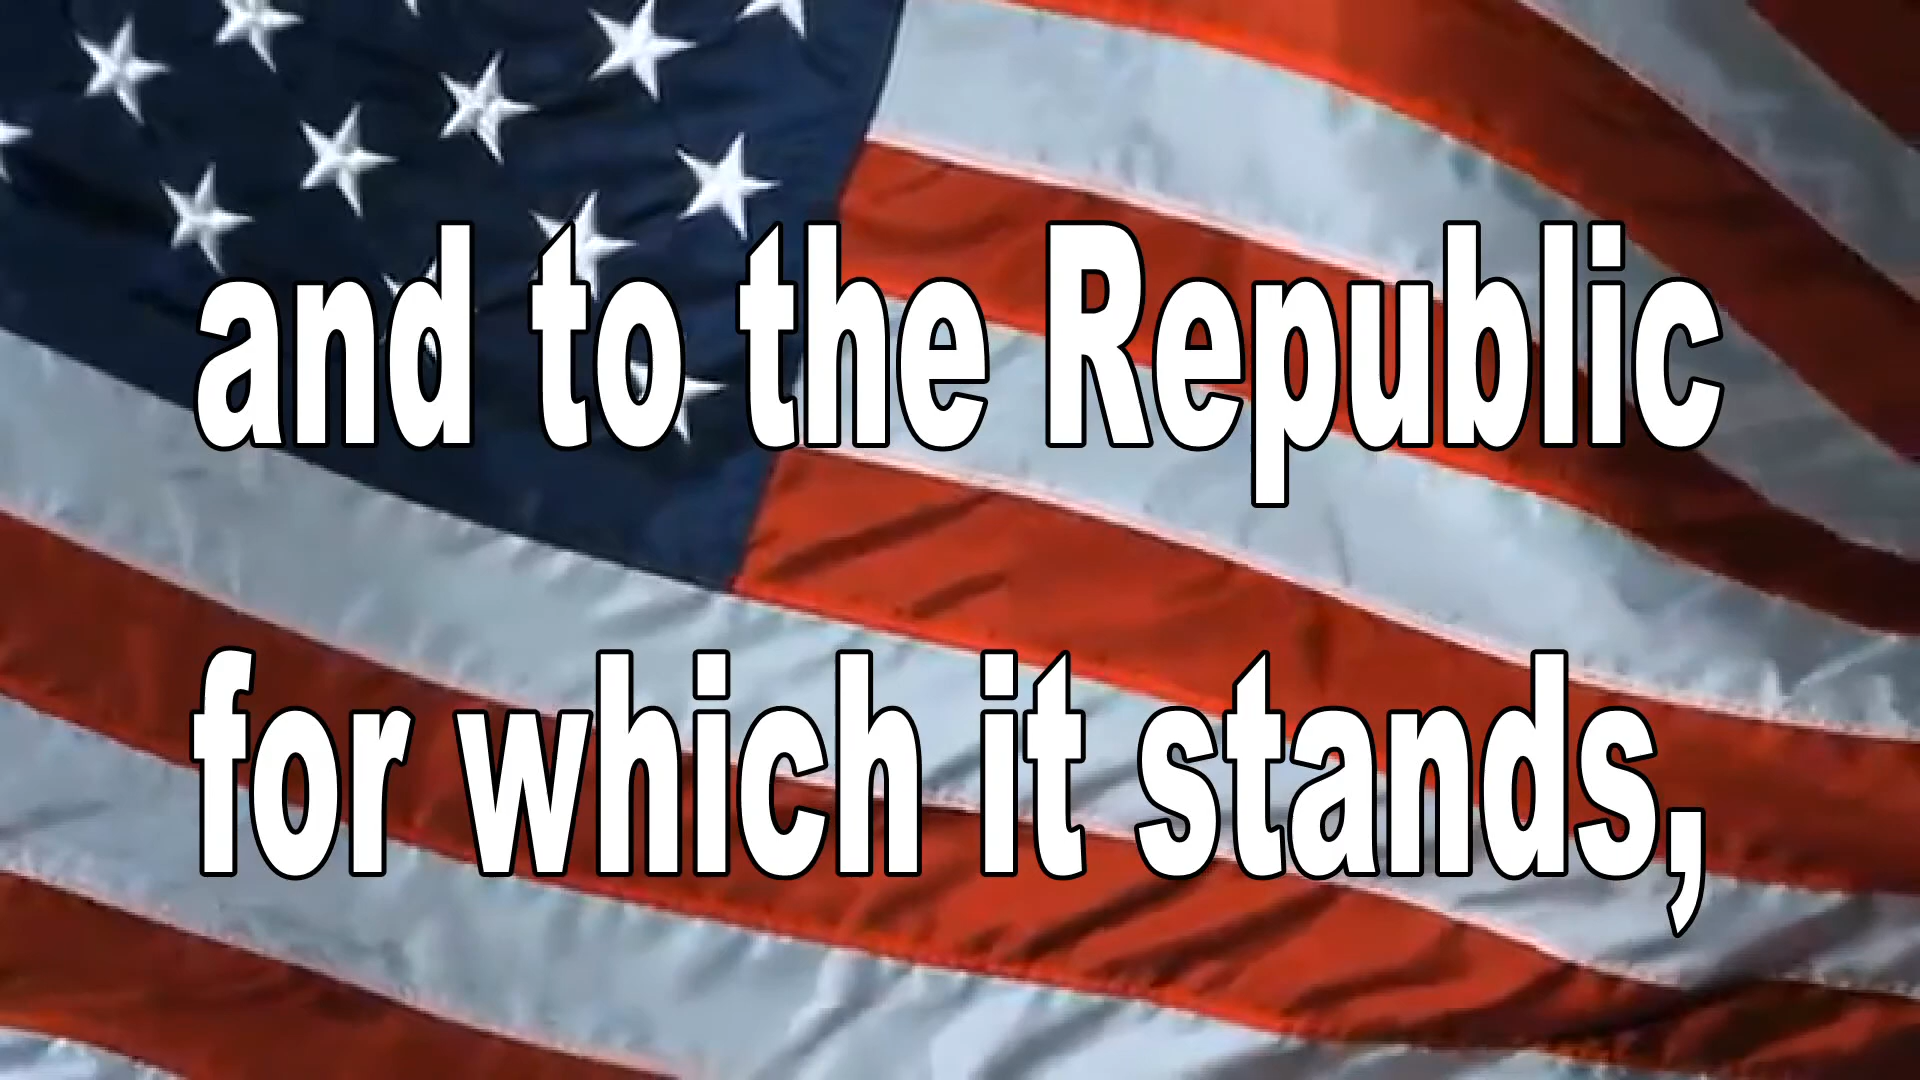 and to the Republic
for which it stands,